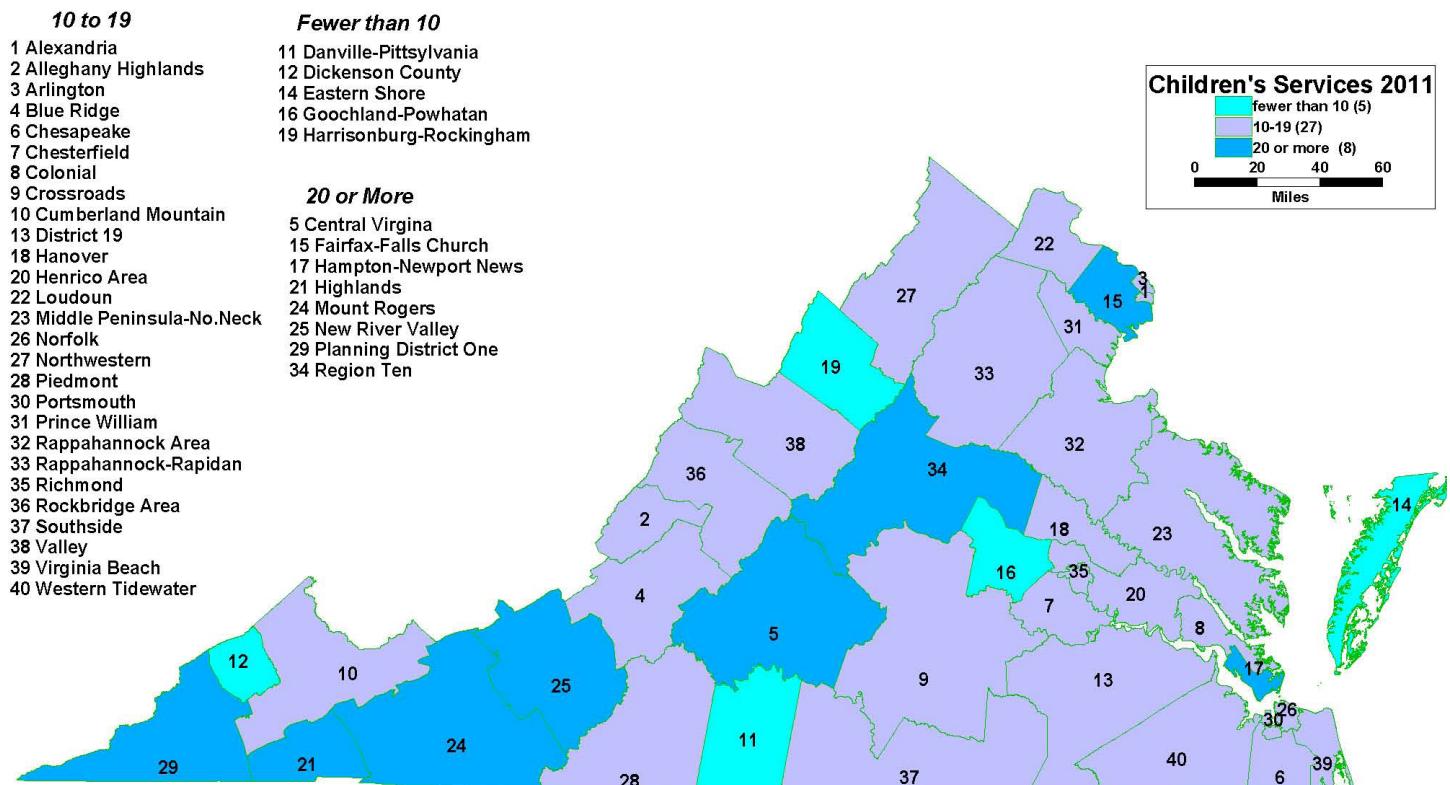 10 to 19
1 Alexandria
2 Alleghany Highlands
3 Arlington
4 Blue Ridge
6 Chesapeake
7 Chesterfield
8 Colonial
9 Crossroads
10 Cumberland Mountain
13 District 19
18 Hanover
20 Henrico Area
22 Loudoun
23 Middle Peninsula-No.Neck
26 Norfolk
27 Northwestern
28 Piedmont
30 Portsmouth
31 Prince William
32 Rappahannock Area
33 Rappahannock-Rapidan
35 Richmond
36 Rockbridge Area
37 Southside
38 Valley
39 Virginia Beach
40 Western Tidewater
Fewer than 10
11 Danville-Pittsylvania
12 Dickenson County
14 Eastern Shore
16 Goochland-Powhatan
19 Harrisonburg-Rockingham
20 or More
5 Central Virgina
15 Fairfax-Falls Church
17 Hampton-Newport News
21 Highlands
24 Mount Rogers
25 New River Valley
29 Planning District One
34 Region Ten
Children's Services 2011
fewer than 10 (5)
10-19 (27)
20 or more (8)
0 20 40 60
Miles
22
3
1
15
27
31
19
33
38
32
34
36
14
2
18
23
16
35
4
7
20
5
8
12
10
25
9
13
17
26
30
11
24
29
21
28
37
40
6
39